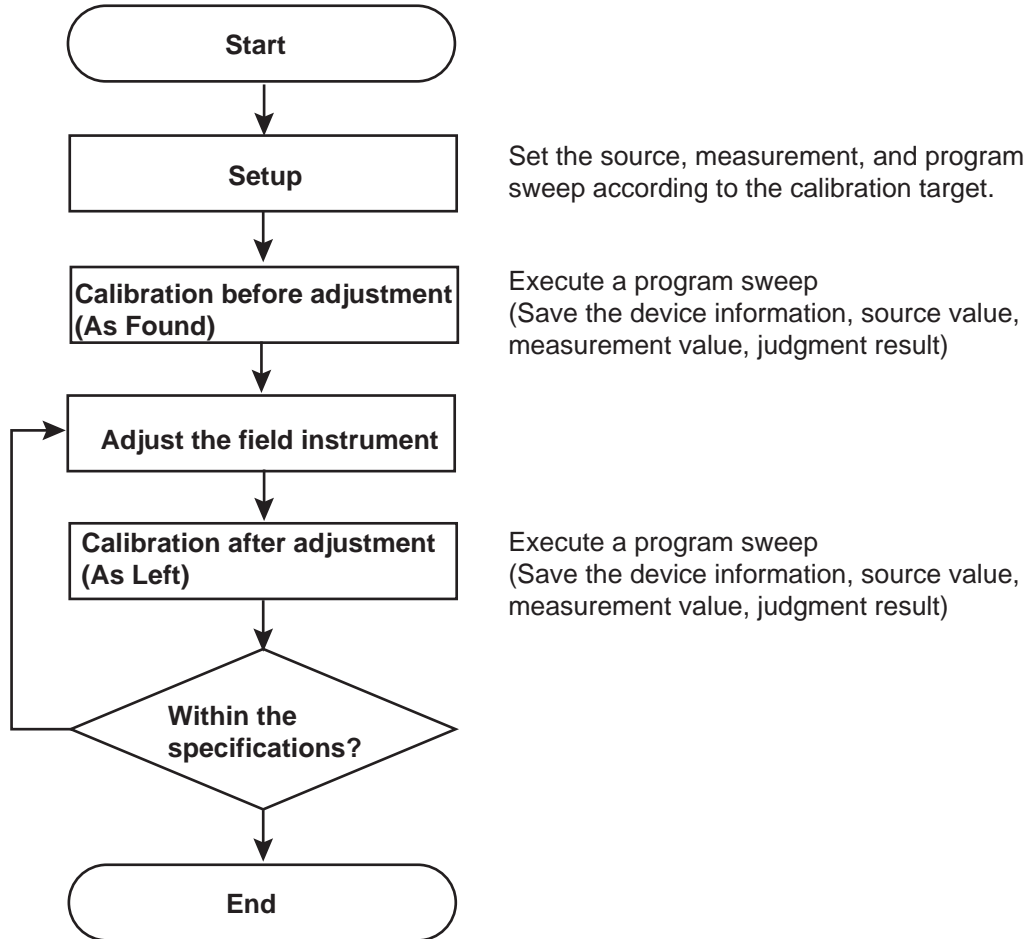 Start
Setup
Set the source, measurement, and program
sweep according to the calibration target.
Calibration before adjustment
(As Found)
Execute a program sweep
(Save the device information, source value,
measurement value, judgment result)
Adjust the field instrument
Calibration after adjustment
(As Left)
Execute a program sweep
(Save the device information, source value,
measurement value, judgment result)
Within the
specifications?
End